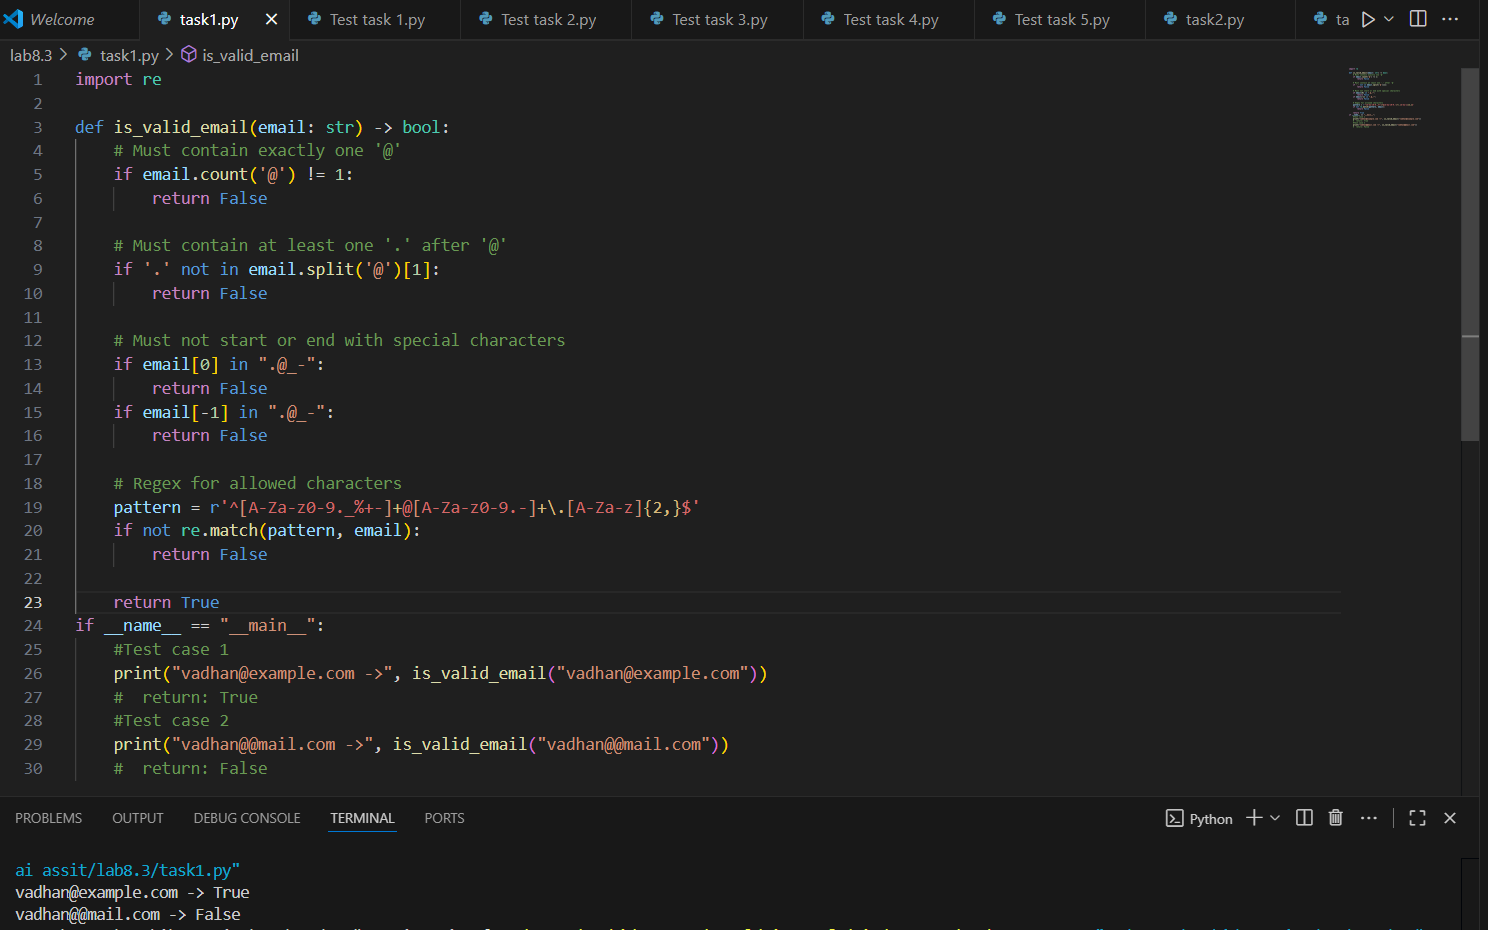 Welcome task1.py Test task 1.py Test task 2.py Test task 3.py Test task 4.py Test task 5.py task2.py ta
lab8.3 > task1.py > is_valid_email
1 import re
2
3 def is_valid_email(email: str) -> bool:
4     # Must contain exactly one '@'
5     if email.count('@') != 1:
6         return False
7
8     # Must contain at least one '.' after '@'
9     if '.' not in email.split('@')[1]:
10         return False
11
12     # Must not start or end with special characters
13     if email[0] in ".@_-":
14         return False
15     if email[-1] in ".@_-":
16         return False
17
18     # Regex for allowed characters
19     pattern = r'^[A-Za-z0-9._%+-]+@[A-Za-z0-9.-]+\.[A-Za-z]{2,}$'
20     if not re.match(pattern, email):
21         return False
22
23     return True
24 if __name__ == "__main__":
25     #Test case 1
26     print("vadhan@example.com ->", is_valid_email("vadhan@example.com"))
27     #  return: True
28     #Test case 2
29     print("vadhan@@mail.com ->", is_valid_email("vadhan@@mail.com"))
30     #  return: False
PROBLEMS OUTPUT DEBUG CONSOLE TERMINAL PORTS Python
ai assit/lab8.3/task1.py"
vadhan@example.com -> True
vadhan@@mail.com -> False